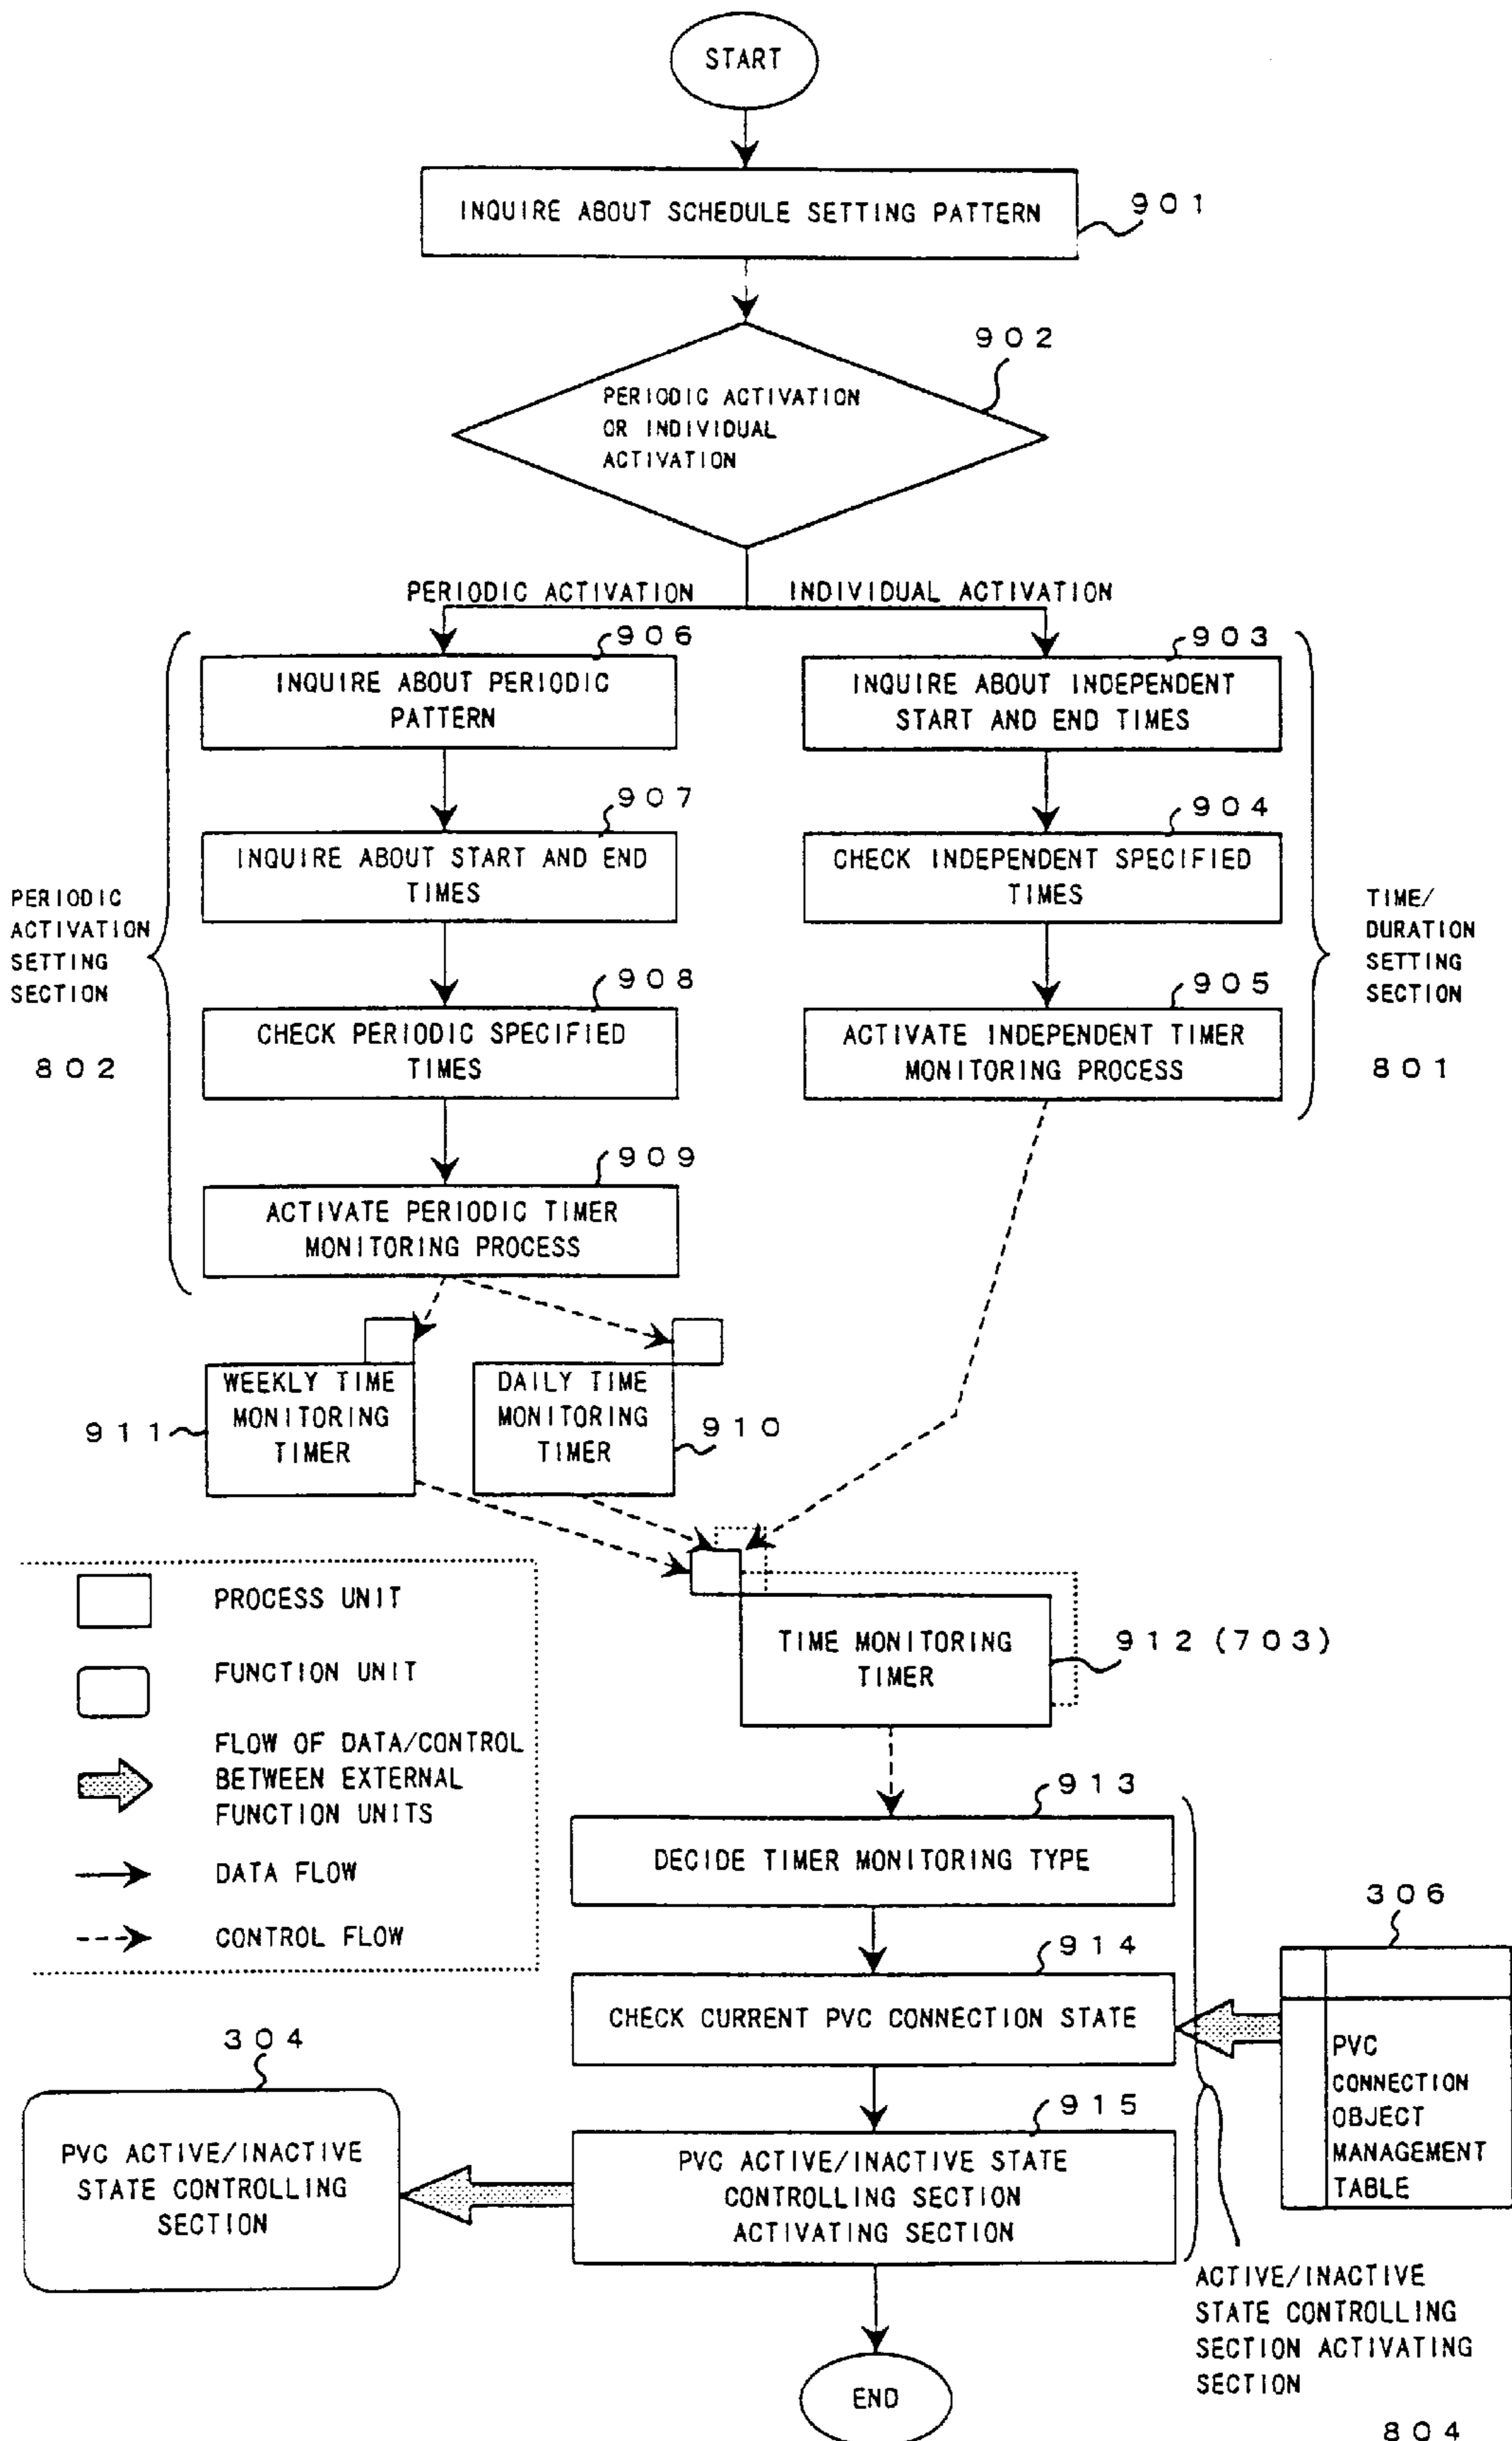 START
INQUIRE ABOUT SCHEDULE SETTING PATTERN
901
902
PERIODIC ACTIVATION
OR INDIVIDUAL
ACTIVATION
PERIODIC ACTIVATION
INDIVIDUAL ACTIVATION
906
INQUIRE ABOUT PERIODIC
PATTERN
907
INQUIRE ABOUT START AND END
TIMES
908
CHECK PERIODIC SPECIFIED
TIMES
909
ACTIVATE PERIODIC TIMER
MONITORING PROCESS
PERIODIC
ACTIVATION
SETTING
SECTION
802
903
INQUIRE ABOUT INDEPENDENT
START AND END TIMES
904
CHECK INDEPENDENT SPECIFIED
TIMES
905
ACTIVATE INDEPENDENT TIMER
MONITORING PROCESS
TIME/
DURATION
SETTING
SECTION
801
WEEKLY TIME
MONITORING
TIMER
911
DAILY TIME
MONITORING
TIMER
910
TIME MONITORING
TIMER
912 (703)
PROCESS UNIT
FUNCTION UNIT
FLOW OF DATA/CONTROL
BETWEEN EXTERNAL
FUNCTION UNITS
DATA FLOW
CONTROL FLOW
913
DECIDE TIMER MONITORING TYPE
914
CHECK CURRENT PVC CONNECTION STATE
306
PVC
CONNECTION
OBJECT
MANAGEMENT
TABLE
915
PVC ACTIVE/INACTIVE STATE
CONTROLLING SECTION
ACTIVATING SECTION
304
PVC ACTIVE/INACTIVE
STATE CONTROLLING
SECTION
ACTIVE/INACTIVE
STATE CONTROLLING
SECTION ACTIVATING
SECTION
804
END